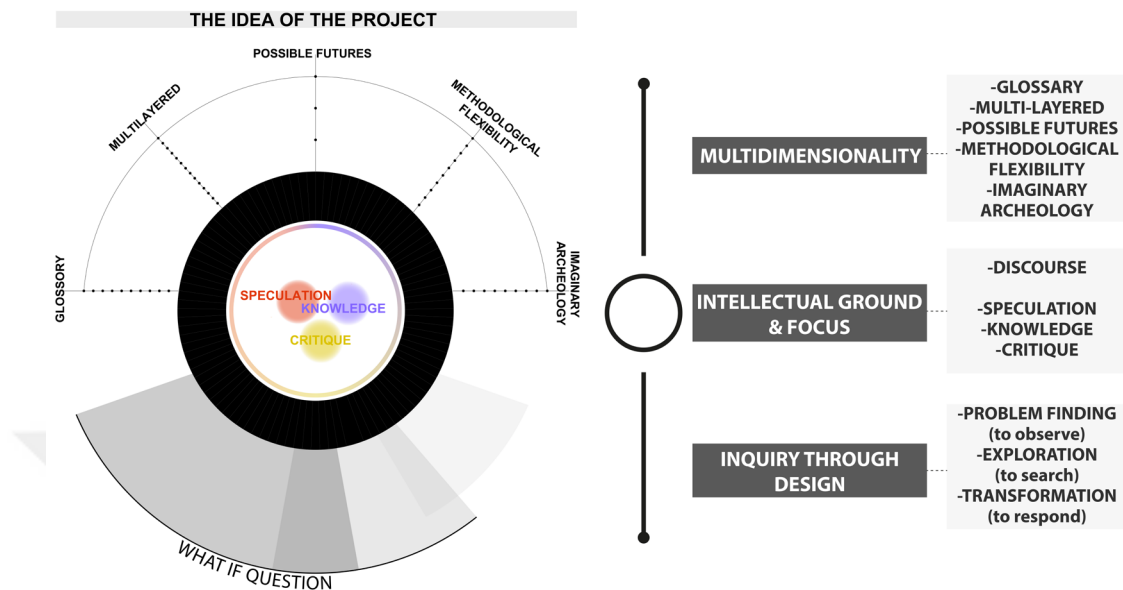 THE IDEA OF THE PROJECT
POSSIBLE FUTURES
MULTILAYERED
METHODOLOGICAL
FLEXIBILITY
GLOSSORY
IMAGINARY
ARCHEOLOGY
SPECULATION
KNOWLEDGE
CRITIQUE
WHAT IF QUESTION
MULTIDIMENSIONALITY
-GLOSSARY
-MULTI-LAYERED
-POSSIBLE FUTURES
-METHODOLOGICAL
FLEXIBILITY
-IMAGINARY
ARCHEOLOGY
INTELLECTUAL GROUND
& FOCUS
-DISCOURSE
-SPECULATION
-KNOWLEDGE
-CRITIQUE
INQUIRY THROUGH
DESIGN
-PROBLEM FINDING
(to observe)
-EXPLORATION
(to search)
-TRANSFORMATION
(to respond)